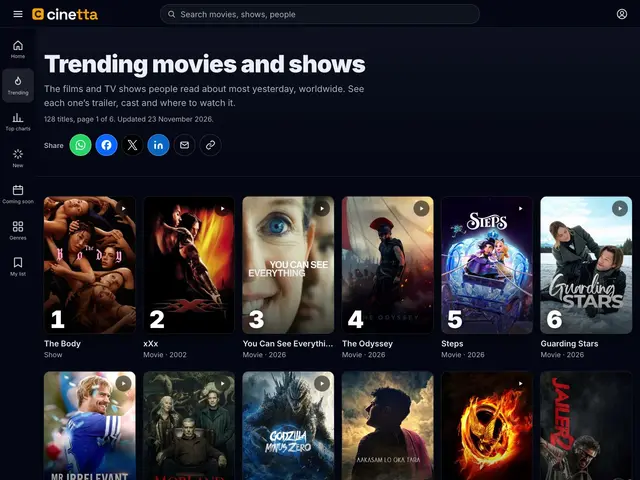 cinetta
Search movies, shows, people
Home
Trending
Top charts
New
Coming soon
Genres
My list
Trending movies and shows
The films and TV shows people read about most yesterday, worldwide. See
each one's trailer, cast and where to watch it.
128 titles, page 1 of 6. Updated 23 November 2026.
Share
The Body
1
The Body
Show
xXx
2
xXx
Movie · 2002
YOU CAN SEE
EVERYTHING
3
You Can See Everythi...
Movie · 2026
THE ODYSSEY
4
The Odyssey
Movie · 2026
STEPS
5
Steps
Movie · 2026
Guarding
STARS
6
Guarding Stars
Movie · 2026
MR IRRELEVANT
GODZILLA
MINUS ZERO
AAKASAM LO OKA TARA
JAILER 2